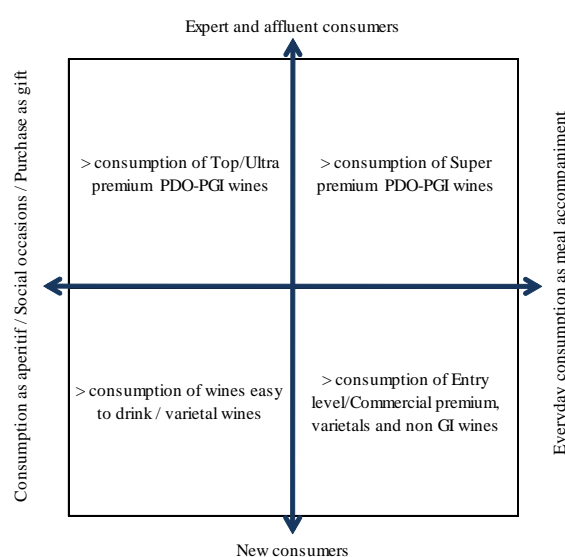 Expert and affluent consumers
Consumption as aperitif / Social occasions / Purchase as gift
> consumption of Top/Ultra
premium PDO-PGI wines
> consumption of Super
premium PDO-PGI wines
Everyday consumption as meal accompaniment
> consumption of wines easy
to drink / varietal wines
> consumption of Entry
level/Commercial premium,
varietals and non GI wines
New consumers